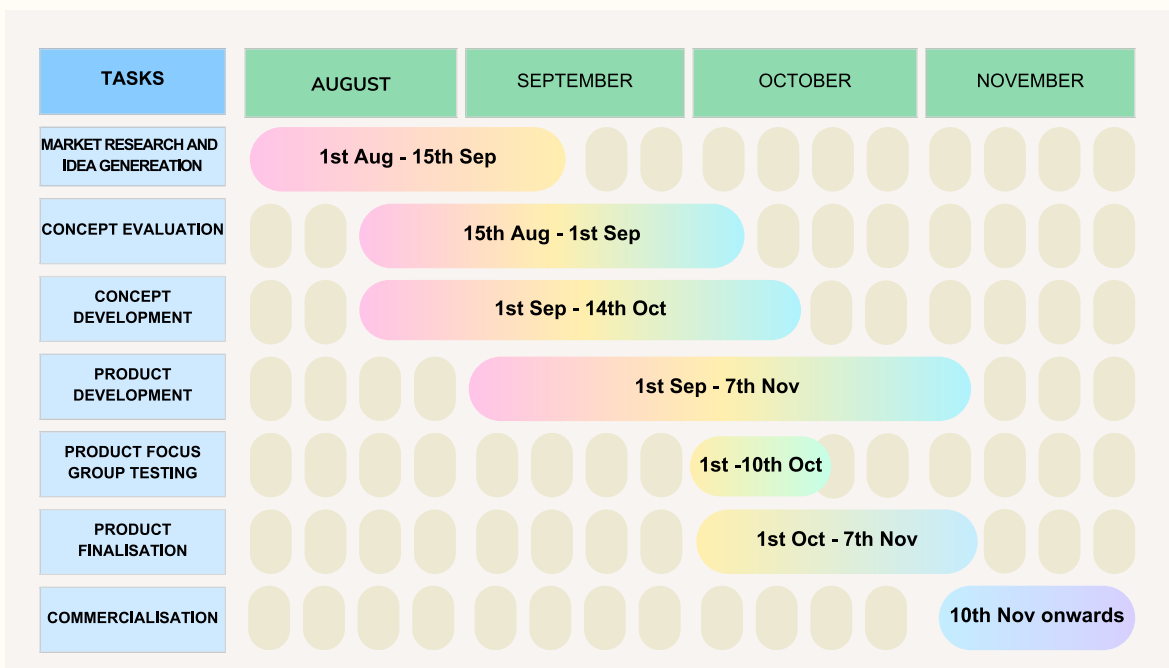 TASKS
AUGUST
SEPTEMBER
OCTOBER
NOVEMBER
MARKET RESEARCH AND
IDEA GENEREATION
1st Aug - 15th Sep
CONCEPT EVALUATION
15th Aug - 1st Sep
CONCEPT
DEVELOPMENT
1st Sep - 14th Oct
PRODUCT
DEVELOPMENT
1st Sep - 7th Nov
PRODUCT FOCUS
GROUP TESTING
1st -10th Oct
PRODUCT
FINALISATION
1st Oct - 7th Nov
COMMERCIALISATION
10th Nov onwards